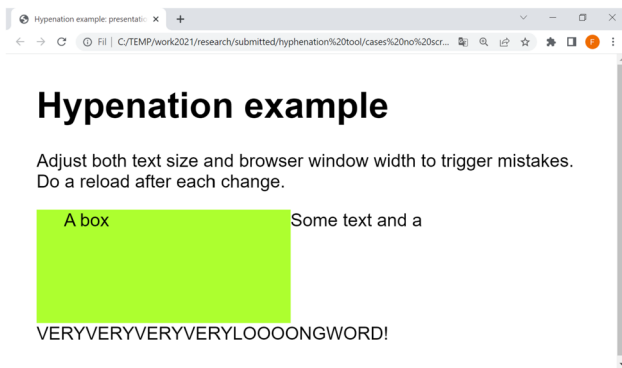 Hypenation example: presentatio
Fil | C:/TEMP/work2021/research/submitted/hyphenation%20tool/cases%20no%20scr...
F
Hypenation example
Adjust both text size and browser window width to trigger mistakes.
Do a reload after each change.
A box
Some text and a
VERYVERYVERYVERYLOOOONGWORD!